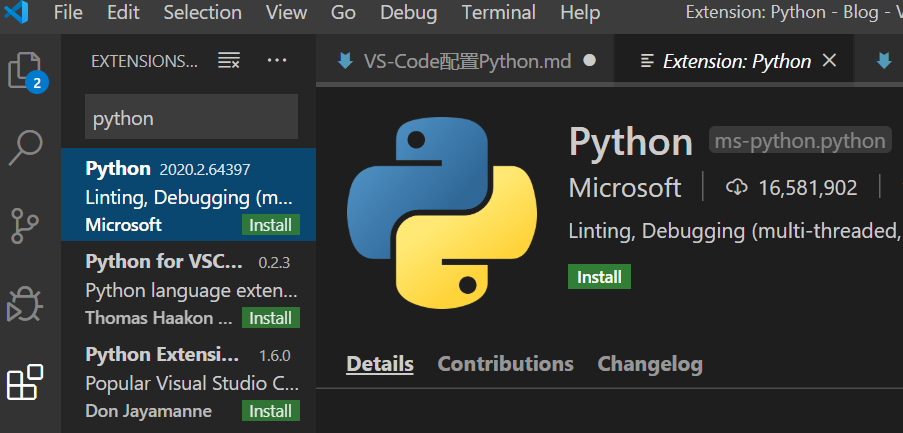 File Edit Selection View Go Debug Terminal Help Extension: Python - Blog - V
EXTENSIONS...
VS-Code配置Python.md
Extension: Python
2
python
Python 2020.2.64397
Linting, Debugging (m...
Microsoft Install
Python for VSC... 0.2.3
Python language exten...
Thomas Haakon ... Install
Python Extensi... 1.6.0
Popular Visual Studio C...
Don Jayamanne Install
Python ms-python.python
Microsoft 16,581,902
Linting, Debugging (multi-threaded,
Install
Details Contributions Changelog